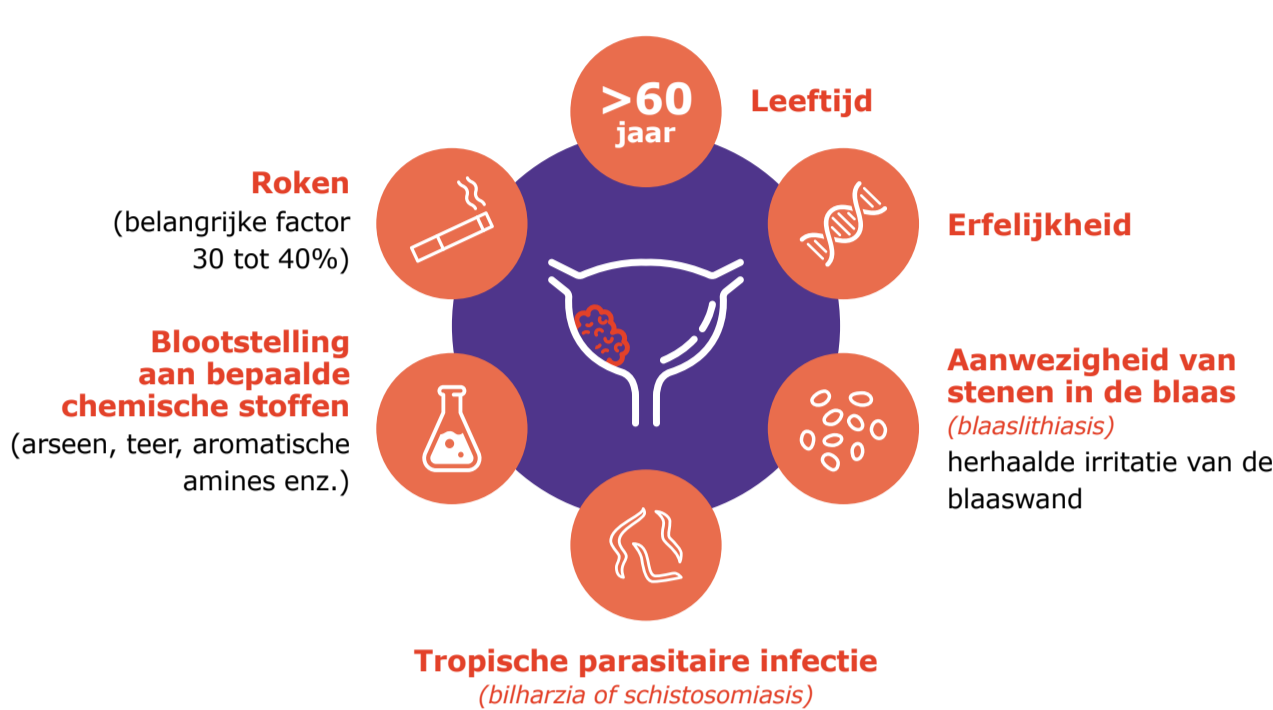 >60
jaar
Leeftijd
Erfelijkheid
Aanwezigheid van
stenen in de blaas
(blaaslithiasis)
herhaalde irritatie van de
blaaswand
Tropische parasitaire infectie
(bilharzia of schistosomiasis)
Blootstelling
aan bepaalde
chemische stoffen
(arseen, teer, aromatische
amines enz.)
Roken
(belangrijke factor
30 tot 40%)